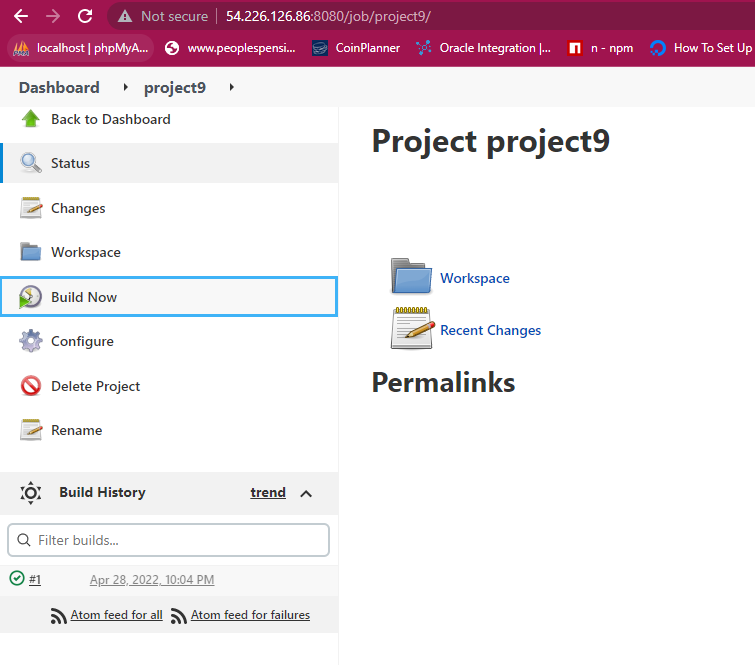 Not secure 54.226.126.86:8080/job/project9/
localhost | phpMyA... www.peoplespensi... CoinPlanner Oracle Integration |... n - npm How To Set Up
Dashboard project9
Back to Dashboard
Status
Changes
Workspace
Build Now
Configure
Delete Project
Rename
Build History trend
Filter builds...
#1 Apr 28, 2022, 10:04 PM
Atom feed for all Atom feed for failures
Project project9
Workspace
Recent Changes
Permalinks